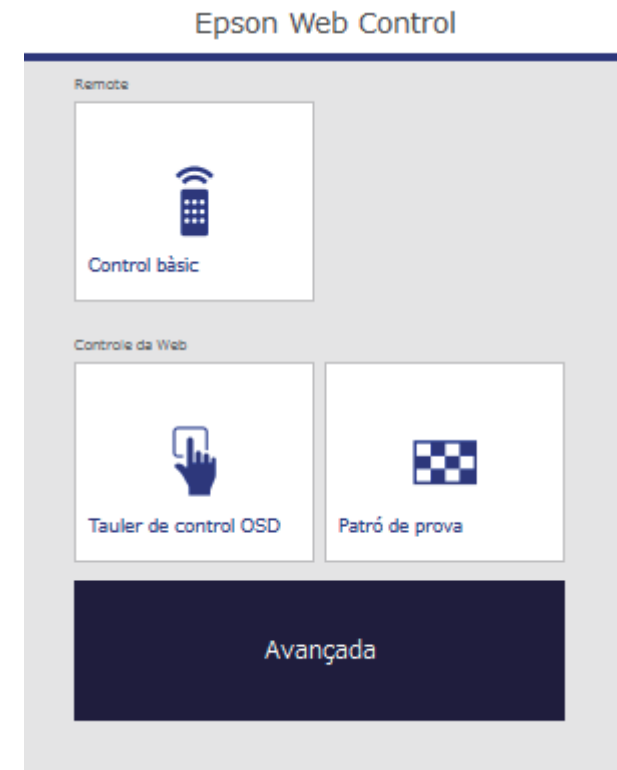 Epson Web Control
Remote
Control bàsic
Controle da Web
Tauler de control OSD
Patró de prova
Avançada